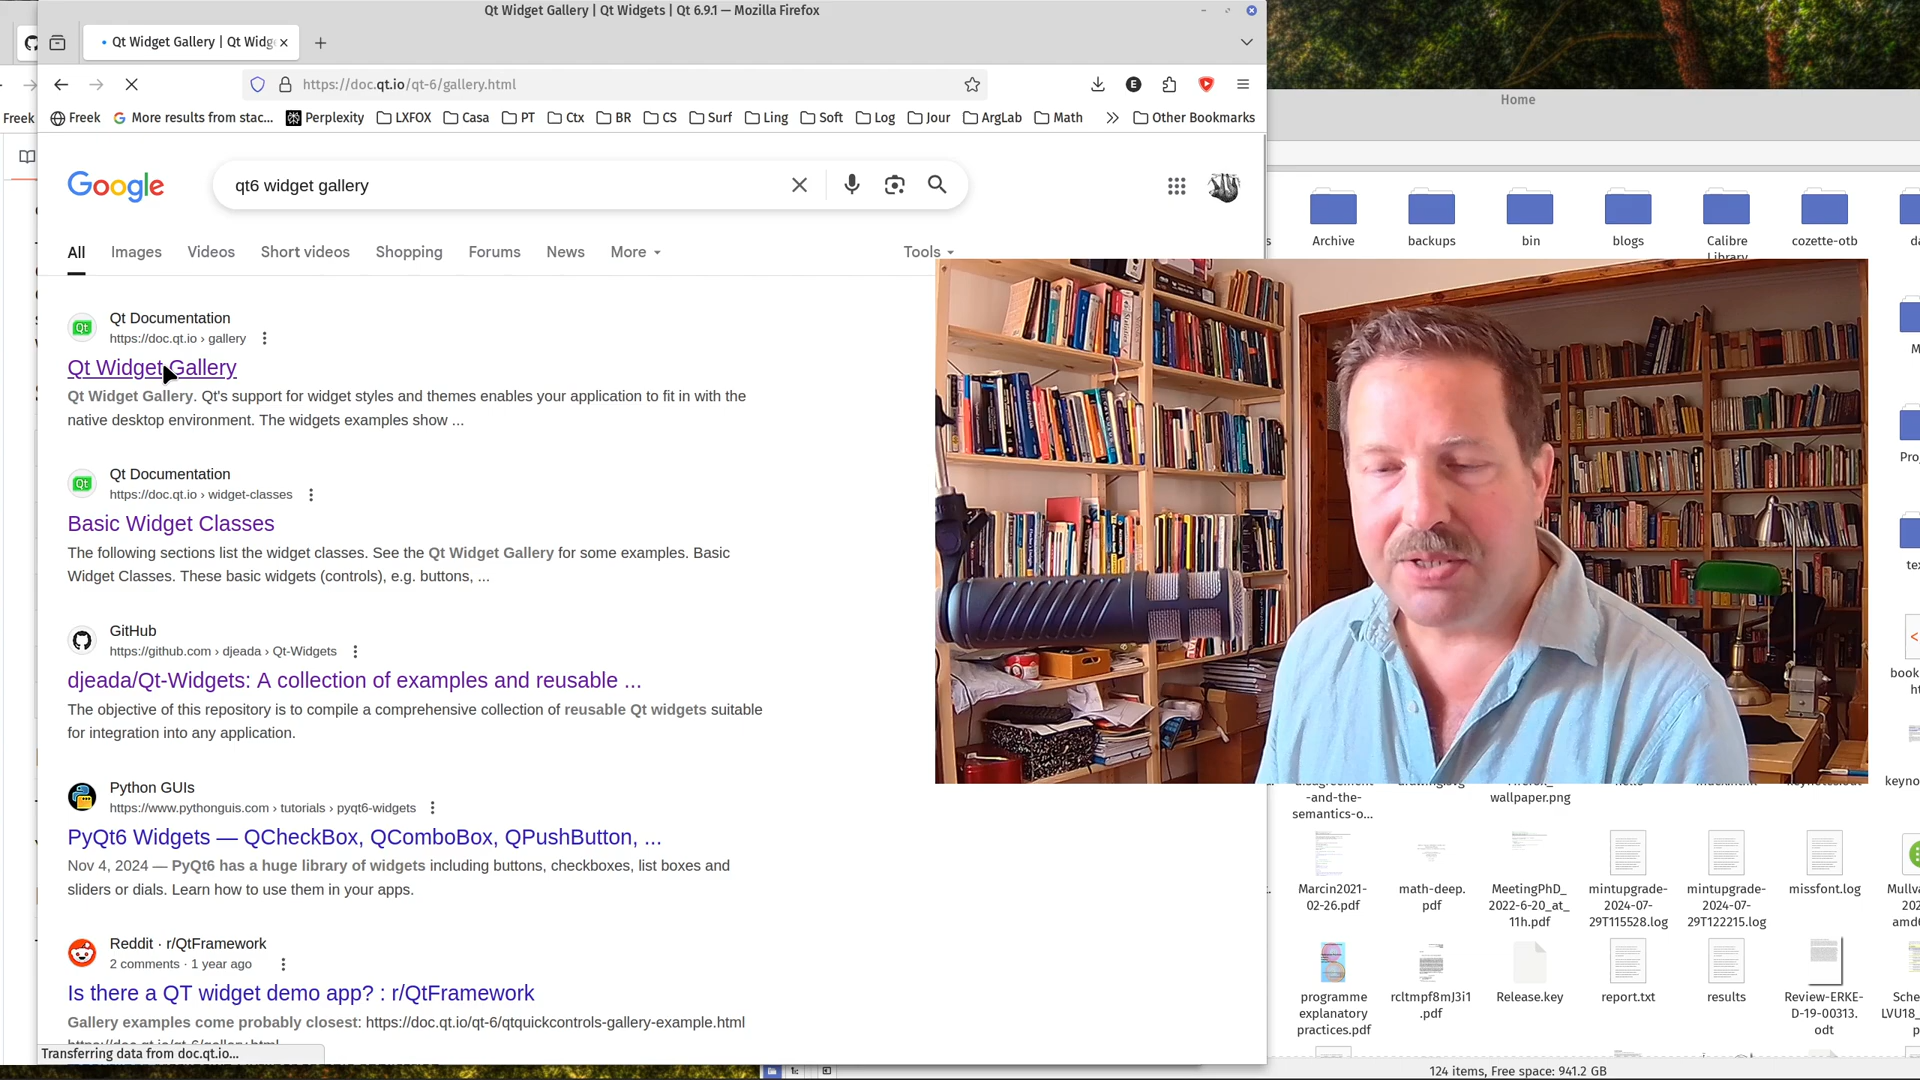 Qt Widget Gallery | Qt Widgets | Qt 6.9.1 — Mozilla Firefox
Qt Widget Gallery | Qt Widg
https://doc.qt.io/qt-6/gallery.html
E
Freek
Freek
More results from stac...
Perplexity
LXFOX
Casa
PT
Ctx
BR
CS
Surf
Ling
Soft
Log
Jour
ArgLab
Math
Other Bookmarks
Google
qt6 widget gallery
All
Images
Videos
Short videos
Shopping
Forums
News
More
Tools
Qt
Qt Documentation
https://doc.qt.io › gallery
Qt Widget Gallery
Qt Widget Gallery. Qt's support for widget styles and themes enables your application to fit in with the
native desktop environment. The widgets examples show ...
Qt
Qt Documentation
https://doc.qt.io › widget-classes
Basic Widget Classes
The following sections list the widget classes. See the Qt Widget Gallery for some examples. Basic
Widget Classes. These basic widgets (controls), e.g. buttons, ...
GitHub
https://github.com › djeada › Qt-Widgets
djeada/Qt-Widgets: A collection of examples and reusable ...
The objective of this repository is to compile a comprehensive collection of reusable Qt widgets suitable
for integration into any application.
Python GUIs
https://www.pythonguis.com › tutorials › pyqt6-widgets
PyQt6 Widgets — QCheckBox, QComboBox, QPushButton, ...
Nov 4, 2024 — PyQt6 has a huge library of widgets including buttons, checkboxes, list boxes and
sliders or dials. Learn how to use them in your apps.
Reddit · r/QtFramework
2 comments · 1 year ago
Is there a QT widget demo app? : r/QtFramework
Gallery examples come probably closest: https://doc.qt.io/qt-6/qtquickcontrols-gallery-example.html
https://doc.qt.io/qt-6/gallery.html
Transferring data from doc.qt.io...
Home
Archive
backups
bin
blogs
Calibre
Library
cozette-otb
-and-the-
semantics-o...
wallpaper.png
Marcin2021-
02-26.pdf
math-deep.
pdf
MeetingPhD_
2022-6-20_at_
11h.pdf
mintupgrade-
2024-07-
29T115528.log
mintupgrade-
2024-07-
29T122215.log
missfont.log
programme
explanatory
practices.pdf
rcltmpf8mJ3i1
.pdf
Release.key
report.txt
results
Review-ERKE-
D-19-00313.
odt
124 items, Free space: 941.2 GB